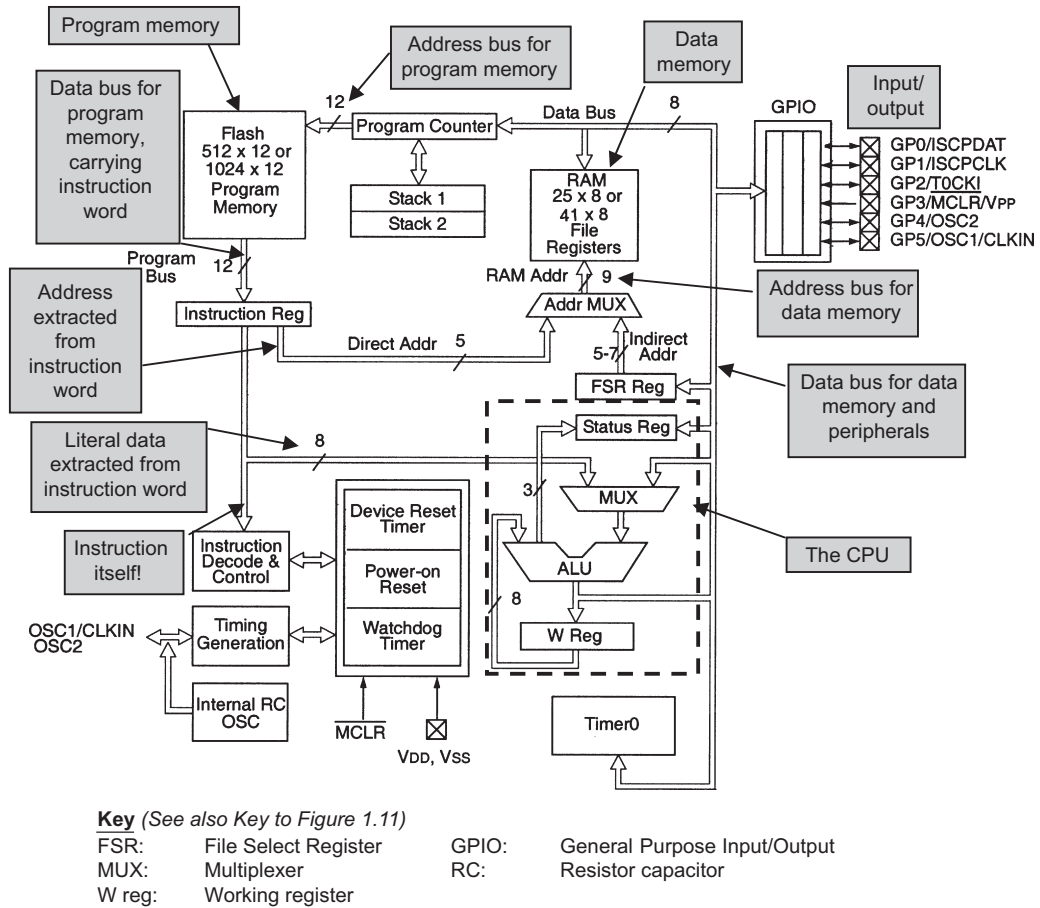 Program memory
Address bus for
program memory
Data
memory
Data bus for
program
memory,
carrying
instruction
word
Input/
output
12
Data Bus
8
GPIO
Flash
512 x 12 or
1024 x 12
Program
Memory
Program Counter
Stack 1
Stack 2
RAM
25 x 8 or
41 x 8
File
Registers
GP0/ISCPDAT
GP1/ISCPCLK
GP2/T0CKI
GP3/MCLR/VPP
GP4/OSC2
GP5/OSC1/CLKIN
Program
Bus
12
RAM Addr
9
Address
extracted
from
instruction
word
Address bus for
data memory
Instruction Reg
Addr MUX
Direct Addr
5
5-7
Indirect
Addr
FSR Reg
Data bus for data
memory and
peripherals
Literal data
extracted from
instruction word
8
Status Reg
3
MUX
Device Reset
Timer
Power-on
Reset
Watchdog
Timer
Instruction
itself!
Instruction
Decode &
Control
ALU
The CPU
8
W Reg
OSC1/CLKIN
OSC2
Timing
Generation
Internal RC
OSC
MCLR
VDD, VSS
Timer0
Key (See also Key to Figure 1.11)
FSR: File Select Register GPIO: General Purpose Input/Output
MUX: Multiplexer RC: Resistor capacitor
W reg: Working register